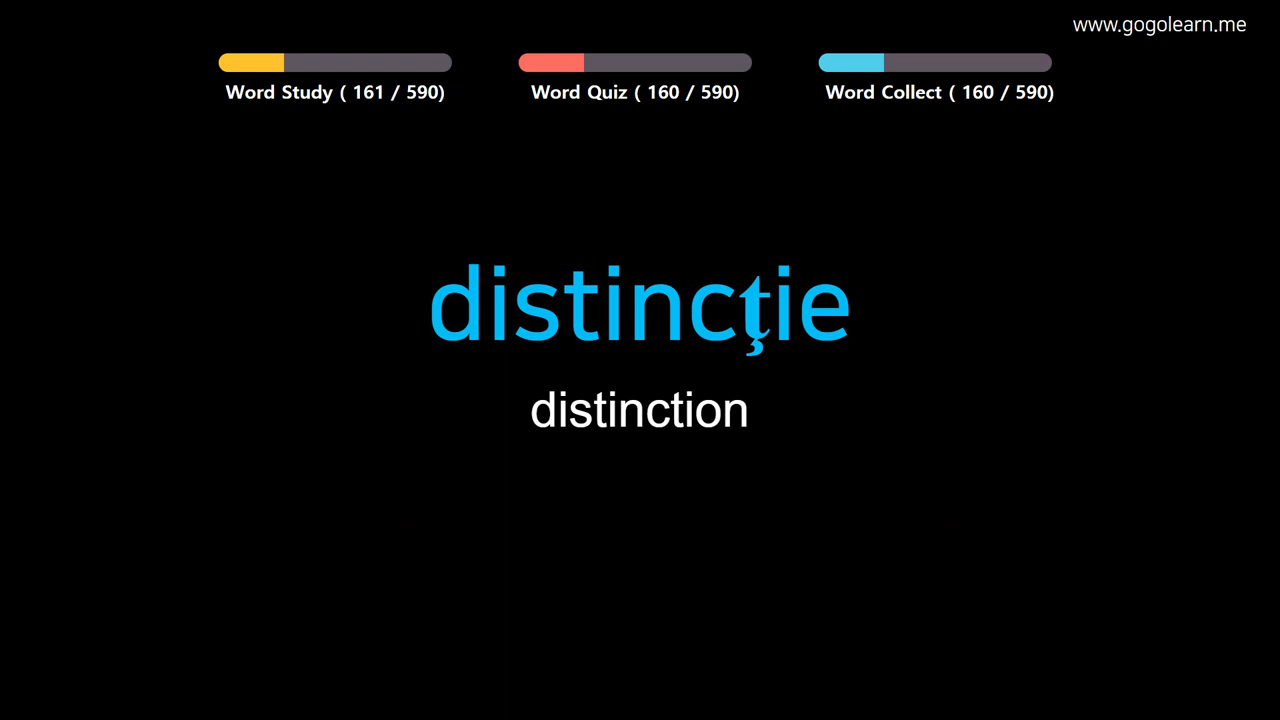 www.gogolearn.me
Word Study ( 161 / 590)
Word Quiz ( 160 / 590)
Word Collect ( 160 / 590)
distincţie
distinction